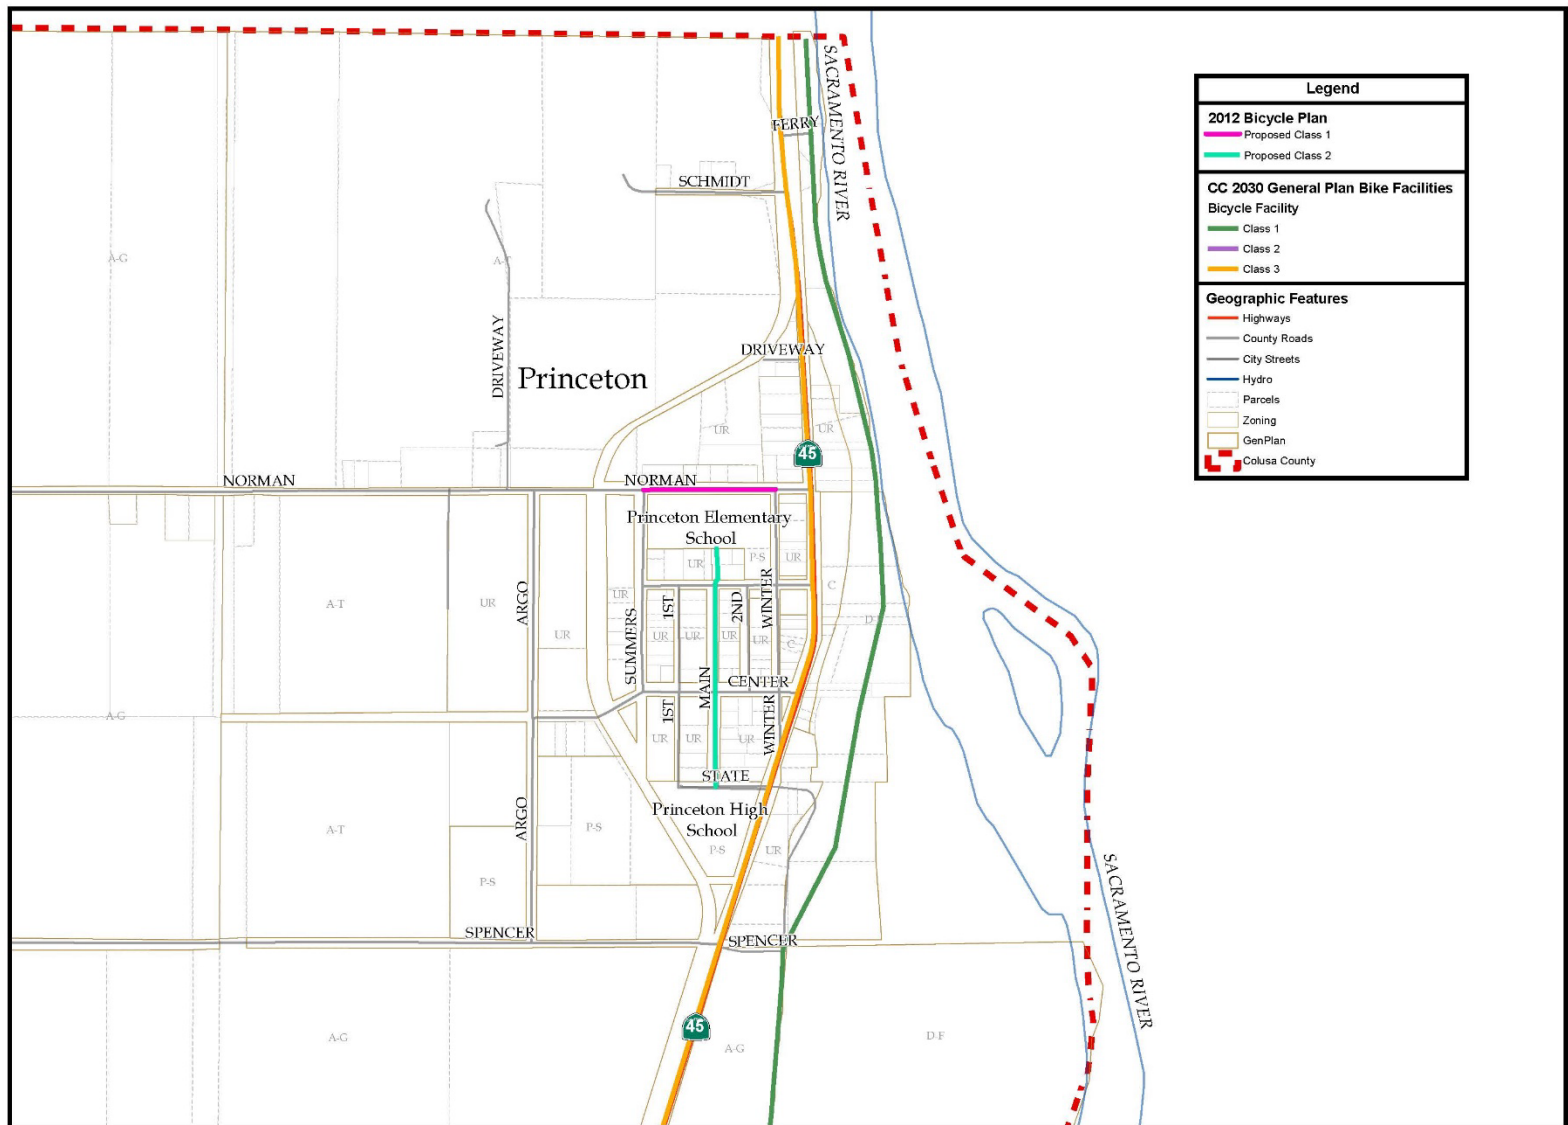 SACRAMENTO RIVER
FERRY
SCHMIDT
A-G
A-T
DRIVEWAY
DRIVEWAY
Princeton
UR
UR
45
NORMAN
NORMAN
Princeton Elementary
School
UR
P-S
UR
A-T
UR
ARGO
UR
UR
SUMMERS
1ST
UR
UR
MAIN
UR
2ND
UR
WINTER
C
C
CENTER
A-G
1ST
UR
UR
UR
WINTER
STATE
Princeton High
School
P-S
UR
A-T
ARGO
P-S
P-S
SPENCER
SPENCER
SACRAMENTO RIVER
45
A-G
A-G
D-F
Legend
2012 Bicycle Plan
Proposed Class 1
Proposed Class 2
CC 2030 General Plan Bike Facilities
Bicycle Facility
Class 1
Class 2
Class 3
Geographic Features
Highways
County Roads
City Streets
Hydro
Parcels
Zoning
GenPlan
Colusa County